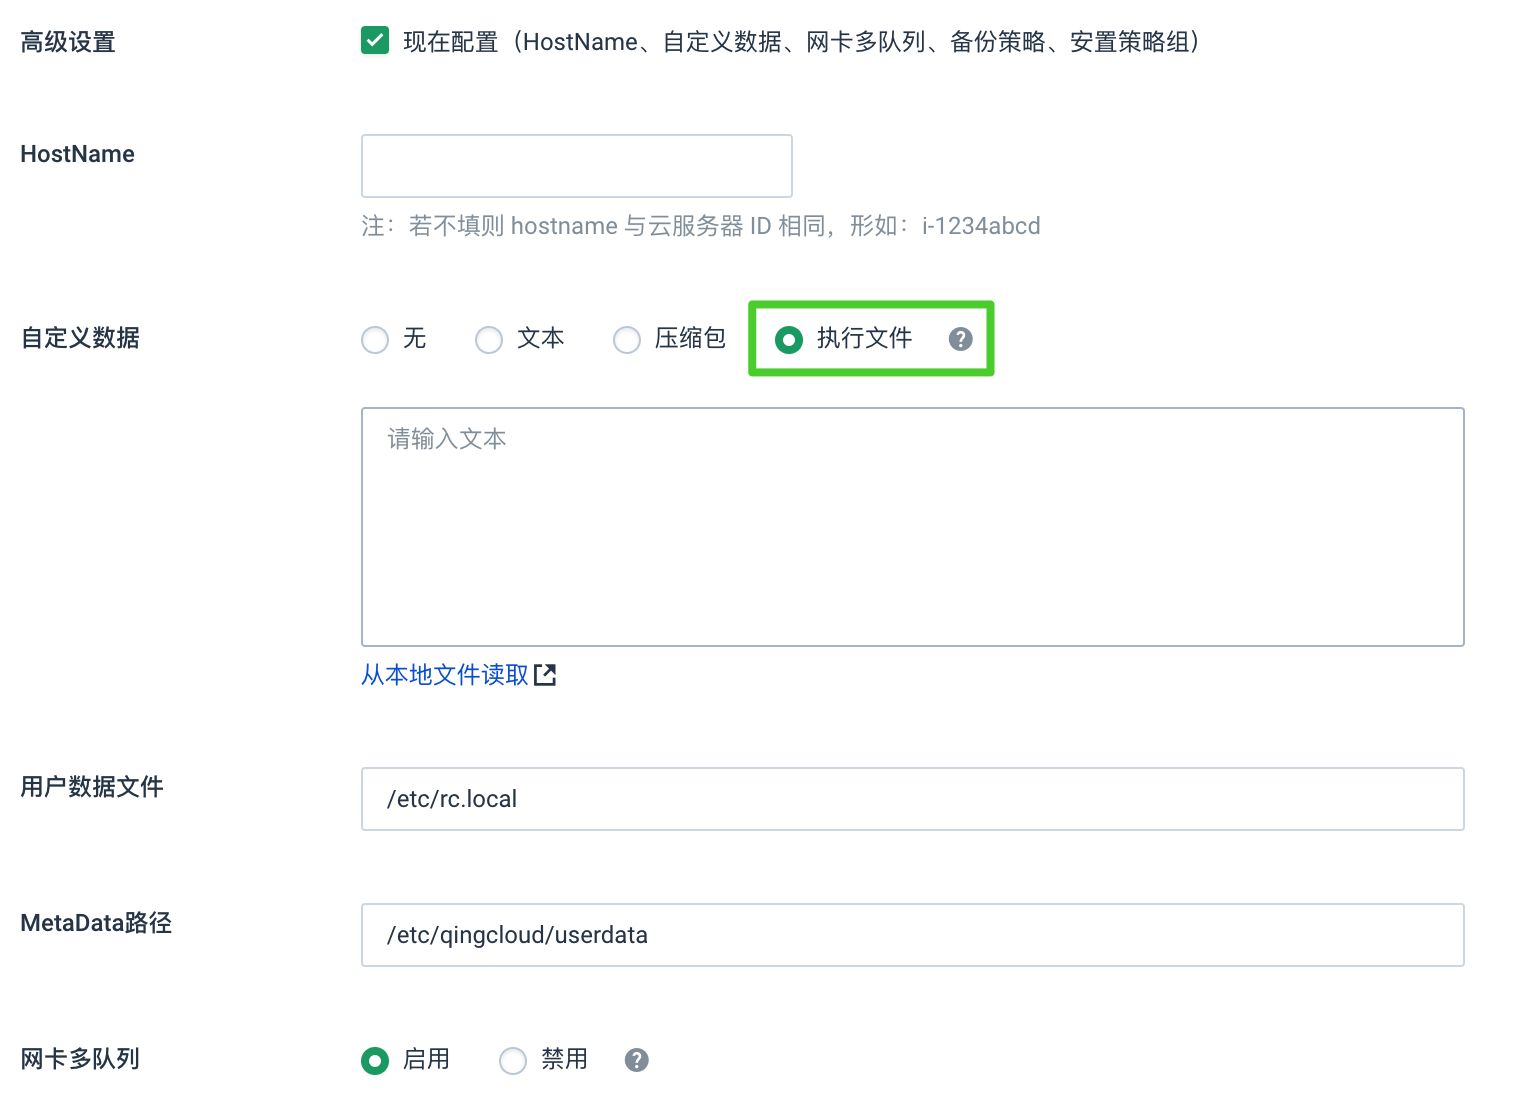 高级设置
现在配置（HostName、自定义数据、网卡多队列、备份策略、安置策略组）
HostName
注：若不填则 hostname 与云服务器 ID 相同，形如：i-1234abcd
自定义数据
无 文本 压缩包 执行文件 ?
请输入文本
从本地文件读取
用户数据文件
/etc/rc.local
MetaData路径
/etc/qingcloud/userdata
网卡多队列
启用 禁用 ?